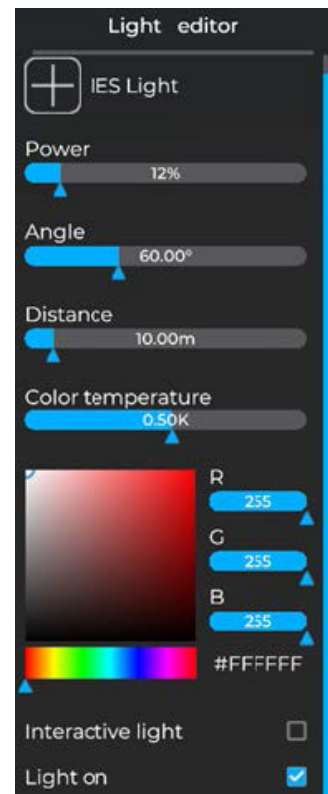 Light editor
IES Light
Power
12%
Angle
60.00°
Distance
10.00m
Color temperature
0.50K
R
255
G
255
B
255
#FFFFFF
Interactive light
Light on